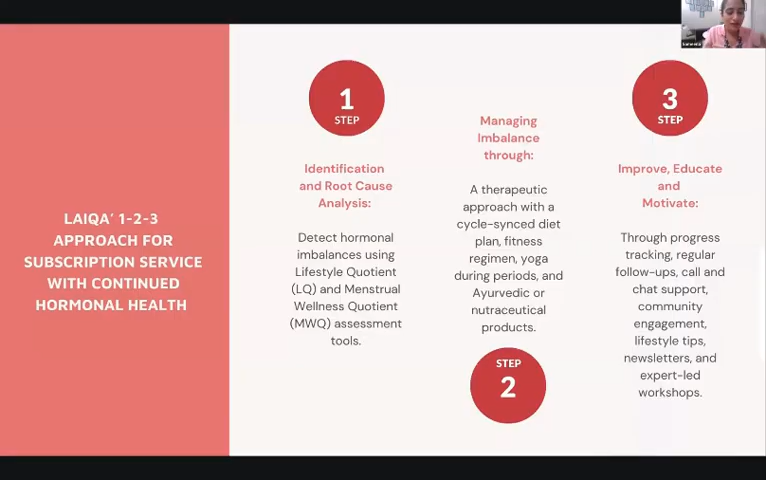 LAIQA’ 1-2-3
APPROACH FOR
SUBSCRIPTION SERVICE
WITH CONTINUED
HORMONAL HEALTH
1
STEP
Identification
and Root Cause
Analysis:
Detect hormonal
imbalances using
Lifestyle Quotient
(LQ) and Menstrual
Wellness Quotient
(MWQ) assessment
tools.
Managing
Imbalance
through:
A therapeutic
approach with a
cycle-synced diet
plan, fitness
regimen, yoga
during periods, and
Ayurvedic or
nutraceutical
products.
STEP
2
3
STEP
Improve, Educate
and
Motivate:
Through progress
tracking, regular
follow-ups, call and
chat support,
community
engagement,
lifestyle tips,
newsletters, and
expert-led
workshops.